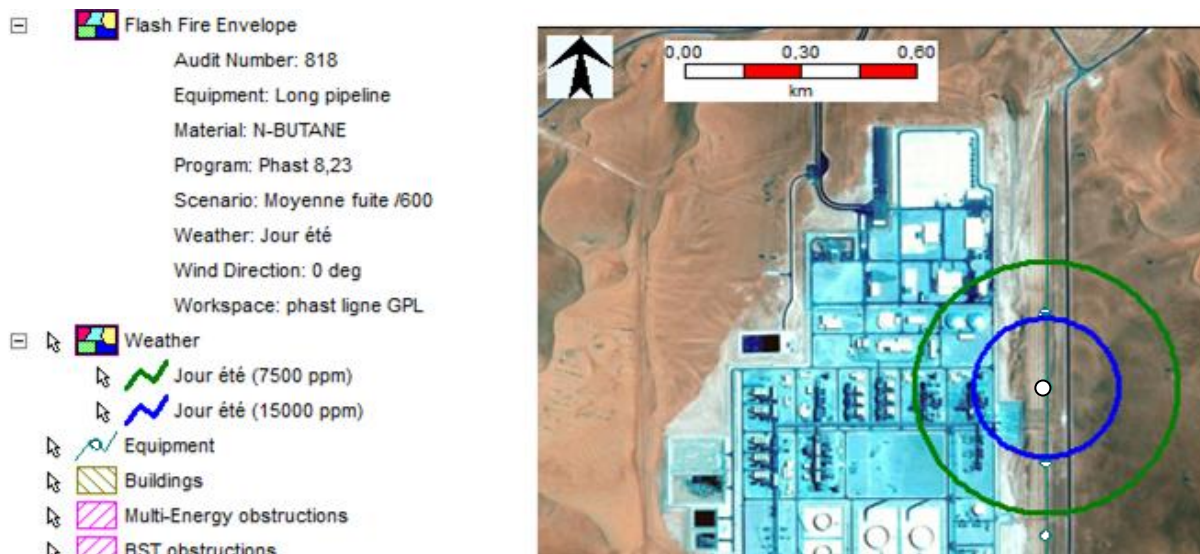 Flash Fire Envelope
Audit Number: 818
Equipment: Long pipeline
Material: N-BUTANE
Program: Phast 8,23
Scenario: Moyenne fuite /600
Weather: Jour été
Wind Direction: 0 deg
Workspace: phast ligne GPL
Weather
Jour été (7500 ppm)
Jour été (15000 ppm)
Equipment
Buildings
Multi-Energy obstructions
BST obstructions
0,00 0,30 0,60
km